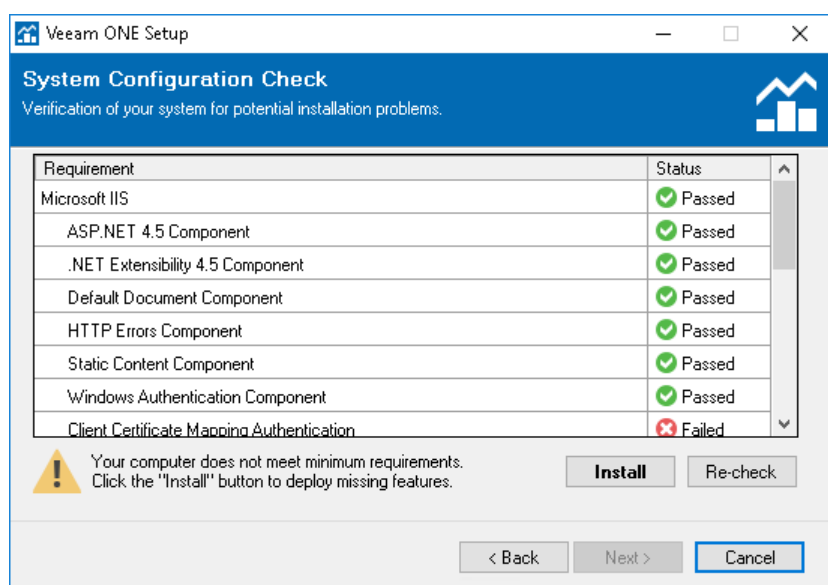 Veeam ONE Setup
System Configuration Check
Verification of your system for potential installation problems.
Requirement Status
Microsoft IIS Passed
ASP.NET 4.5 Component Passed
.NET Extensibility 4.5 Component Passed
Default Document Component Passed
HTTP Errors Component Passed
Static Content Component Passed
Windows Authentication Component Passed
Client Certificate Mapping Authentication Failed
Your computer does not meet minimum requirements.
Click the "Install" button to deploy missing features.
Install Re-check
< Back Next > Cancel